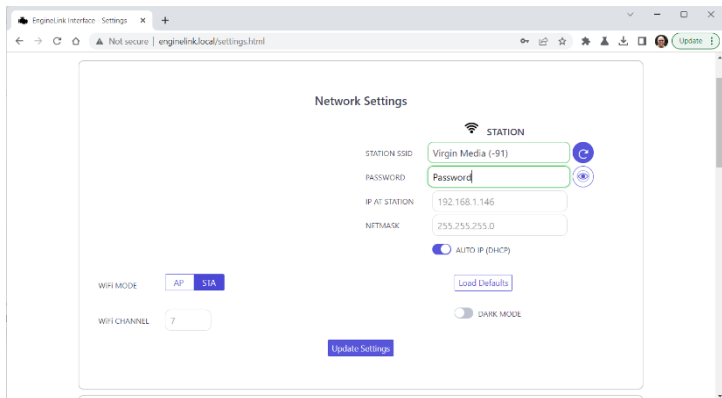 EngineLink Interface - Settings
Not secure | enginelink.local/settings.html
Update
Network Settings
STATION
STATION SSID Virgin Media (-91)
PASSWORD Password
IP AT STATION 192.168.1.146
NETMASK 255.255.255.0
AUTO IP (DHCP)
WiFi MODE AP STA Load Defaults
WiFi CHANNEL 7 DARK MODE
Update Settings